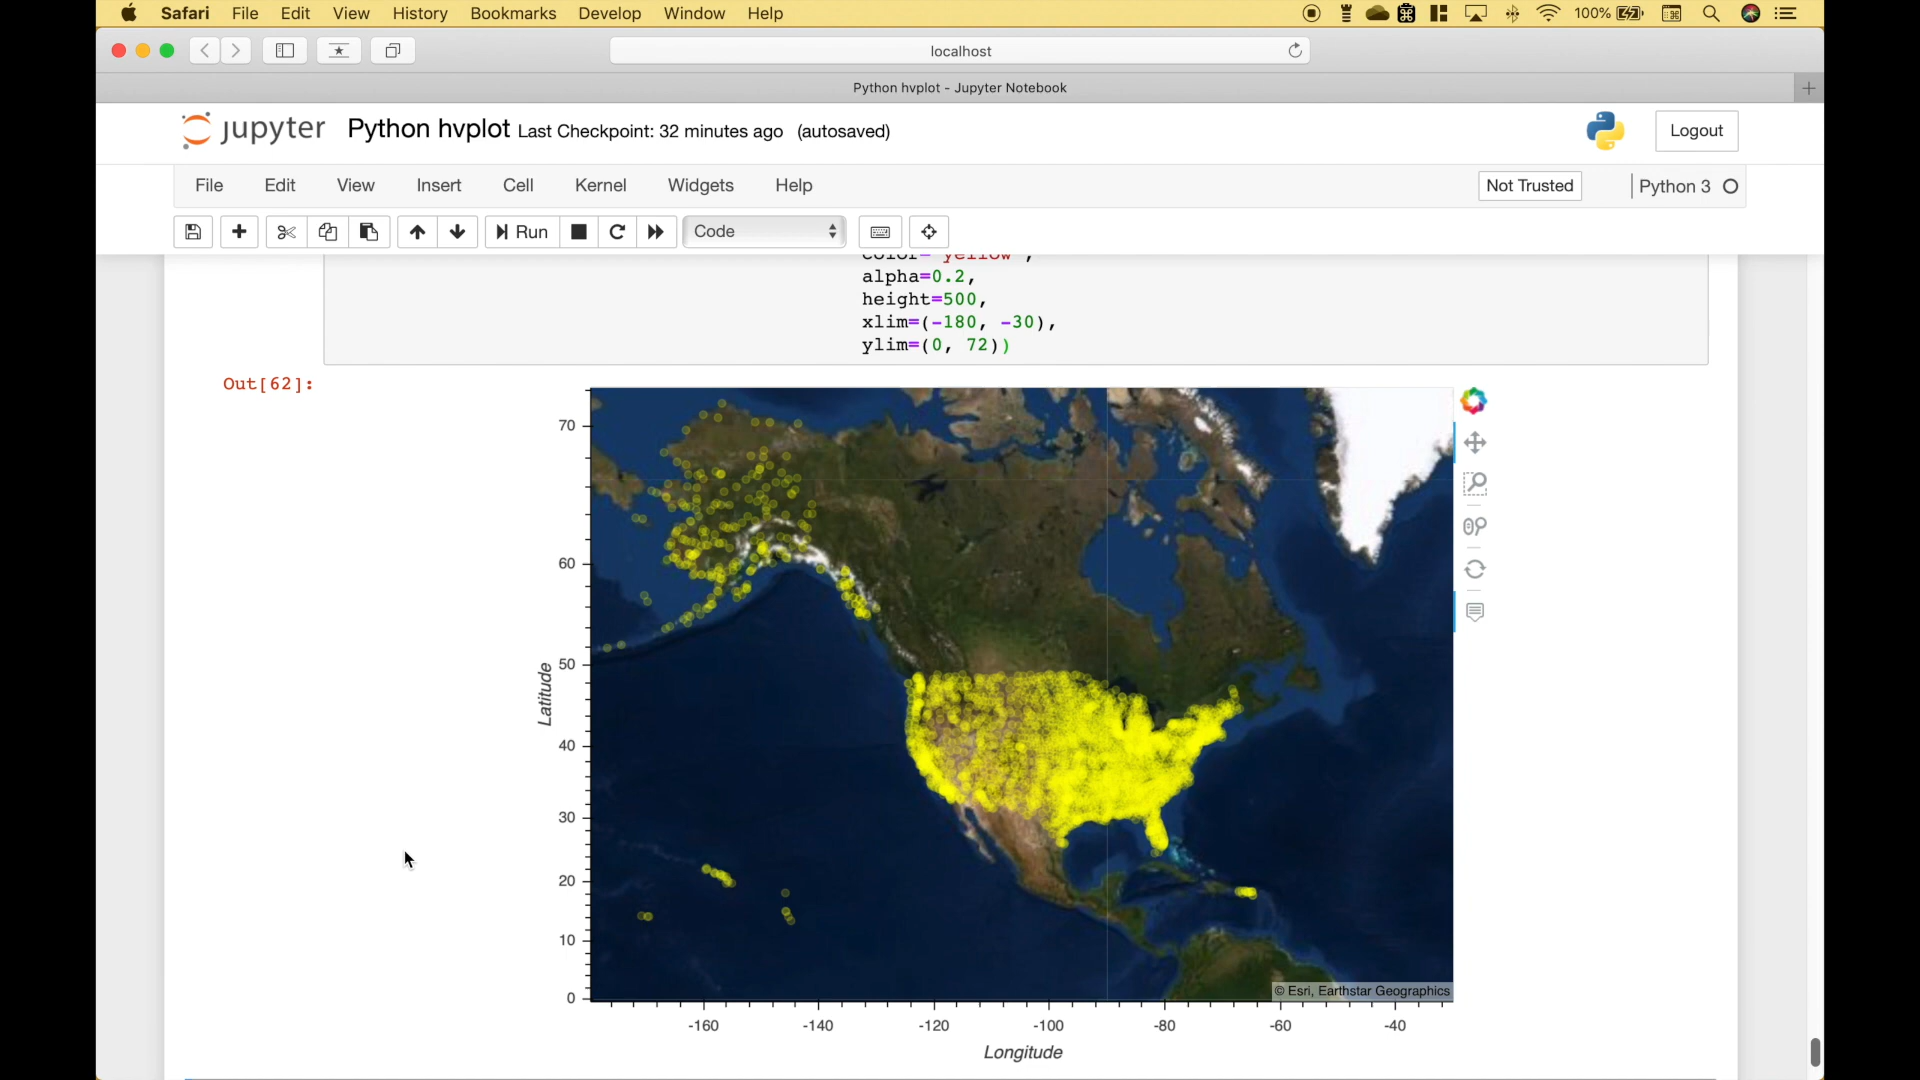 Safari File Edit View History Bookmarks Develop Window Help 100%
localhost
Python hvplot - Jupyter Notebook
jupyter Python hvplot Last Checkpoint: 32 minutes ago (autosaved) Logout
File Edit View Insert Cell Kernel Widgets Help Not Trusted Python 3
Run Code
color='yellow',
alpha=0.2,
height=500,
xlim=(-180, -30),
ylim=(0, 72))
Out[62]:
70
60
50
40
30
20
10
0
Latitude
© Esri, Earthstar Geographics
-160 -140 -120 -100 -80 -60 -40
Longitude